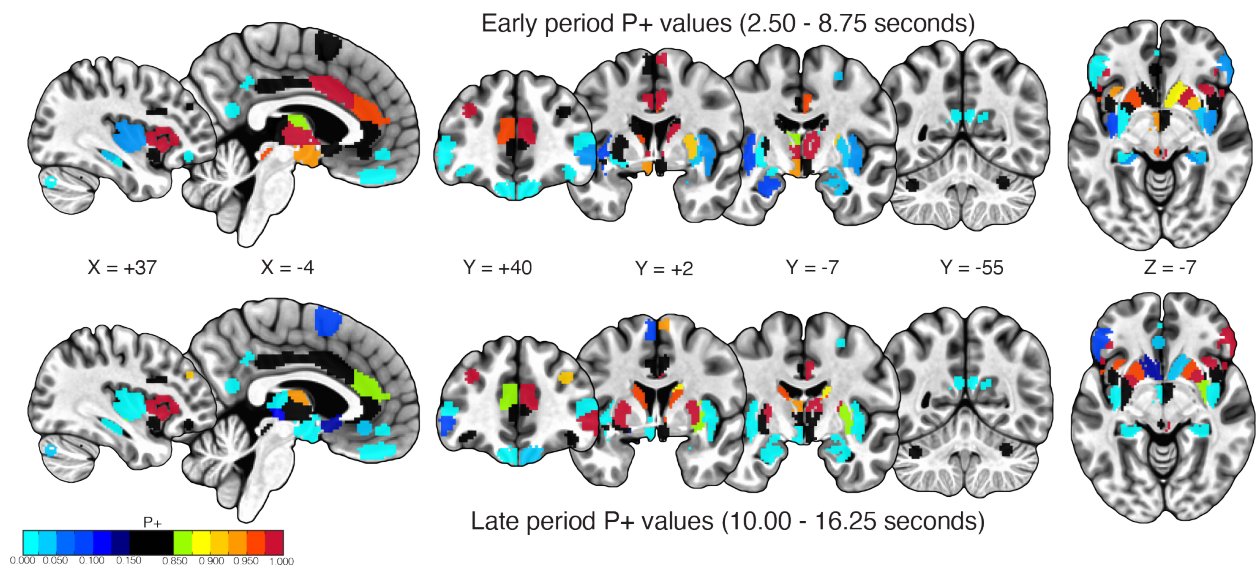 Early period P+ values (2.50 - 8.75 seconds)
X = +37 X = -4 Y = +40 Y = +2 Y = -7 Y = -55 Z = -7
Late period P+ values (10.00 - 16.25 seconds)
P+
0.000 0.050 0.100 0.150 0.850 0.900 0.950 1.000